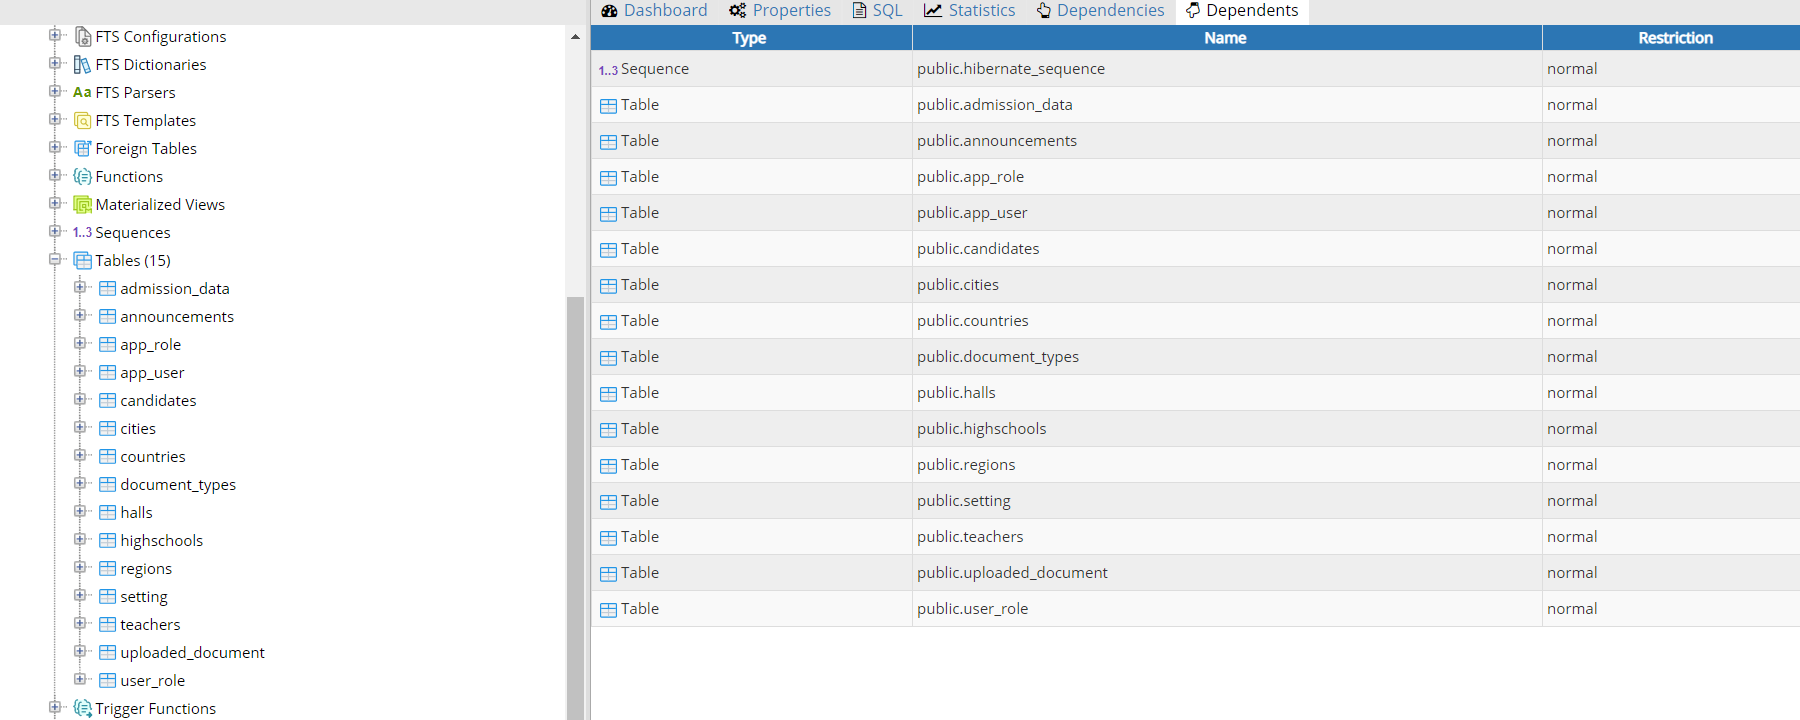 Dashboard Properties SQL Statistics Dependencies Dependents
FTS Configurations
FTS Dictionaries
Aa FTS Parsers
FTS Templates
Foreign Tables
Functions
Materialized Views
1..3 Sequences
Tables (15)
admission_data
announcements
app_role
app_user
candidates
cities
countries
document_types
halls
highschools
regions
setting
teachers
uploaded_document
user_role
Trigger Functions
Type Name Restriction
1..3 Sequence public.hibernate_sequence normal
Table public.admission_data normal
Table public.announcements normal
Table public.app_role normal
Table public.app_user normal
Table public.candidates normal
Table public.cities normal
Table public.countries normal
Table public.document_types normal
Table public.halls normal
Table public.highschools normal
Table public.regions normal
Table public.setting normal
Table public.teachers normal
Table public.uploaded_document normal
Table public.user_role normal